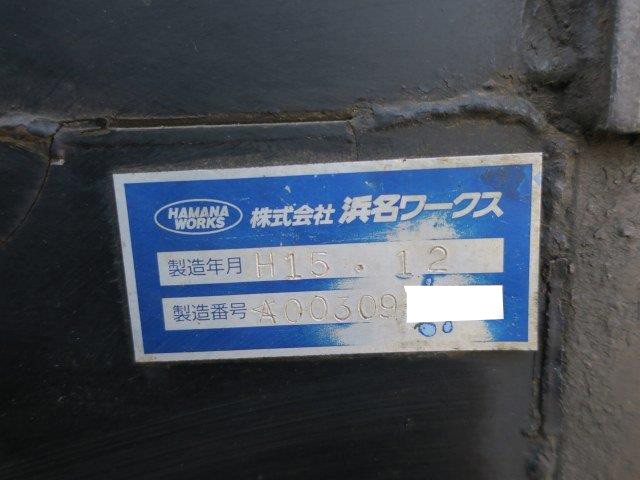 HAMANA
WORKS
株式会社 浜名ワークス
製造年月 H15.12
製造番号 A00309